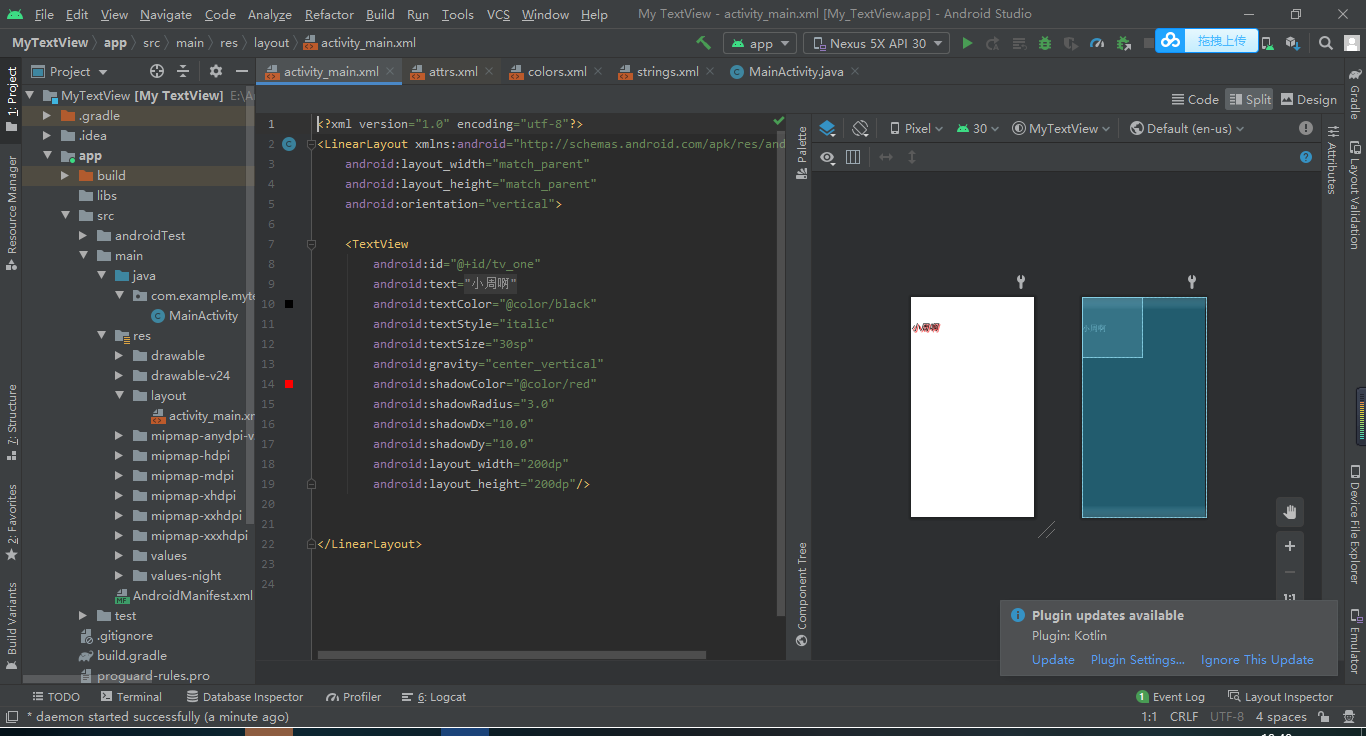 File Edit View Navigate Code Analyze Refactor Build Run Tools VCS Window Help My TextView - activity_main.xml [My_TextView.app] - Android Studio
MyTextView app src main res layout activity_main.xml app Nexus 5X API 30 拖拽上传
Project activity_main.xml attrs.xml colors.xml strings.xml MainActivity.java
Code Split Design
Pixel 30 MyTextView Default (en-us)
1: Project
Resource Manager
7: Structure
2: Favorites
Build Variants
MyTextView [My TextView] E:\A
.gradle
.idea
app
build
libs
src
androidTest
main
java
com.example.myte
MainActivity
res
drawable
drawable-v24
layout
activity_main.xm
mipmap-anydpi-v
mipmap-hdpi
mipmap-mdpi
mipmap-xhdpi
mipmap-xxhdpi
mipmap-xxxhdpi
values
values-night
AndroidManifest.xml
test
.gitignore
build.gradle
proguard-rules.pro
1 <?xml version="1.0" encoding="utf-8"?>
2 <LinearLayout xmlns:android="http://schemas.android.com/apk/res/and
3 android:layout_width="match_parent"
4 android:layout_height="match_parent"
5 android:orientation="vertical">
6
7 <TextView
8 android:id="@+id/tv_one"
9 android:text="小周啊"
10 android:textColor="@color/black"
11 android:textStyle="italic"
12 android:textSize="30sp"
13 android:gravity="center_vertical"
14 android:shadowColor="@color/red"
15 android:shadowRadius="3.0"
16 android:shadowDx="10.0"
17 android:shadowDy="10.0"
18 android:layout_width="200dp"
19 android:layout_height="200dp"/>
20
21
22 </LinearLayout>
23
24
Palette
Component Tree
小周啊
小周啊
1:1
Attributes
Gradle
Layout Validation
Device File Explorer
Emulator
Plugin updates available
Plugin: Kotlin
Update Plugin Settings... Ignore This Update
TODO Terminal Database Inspector Profiler 6: Logcat 1 Event Log Layout Inspector
* daemon started successfully (a minute ago) 1:1 CRLF UTF-8 4 spaces